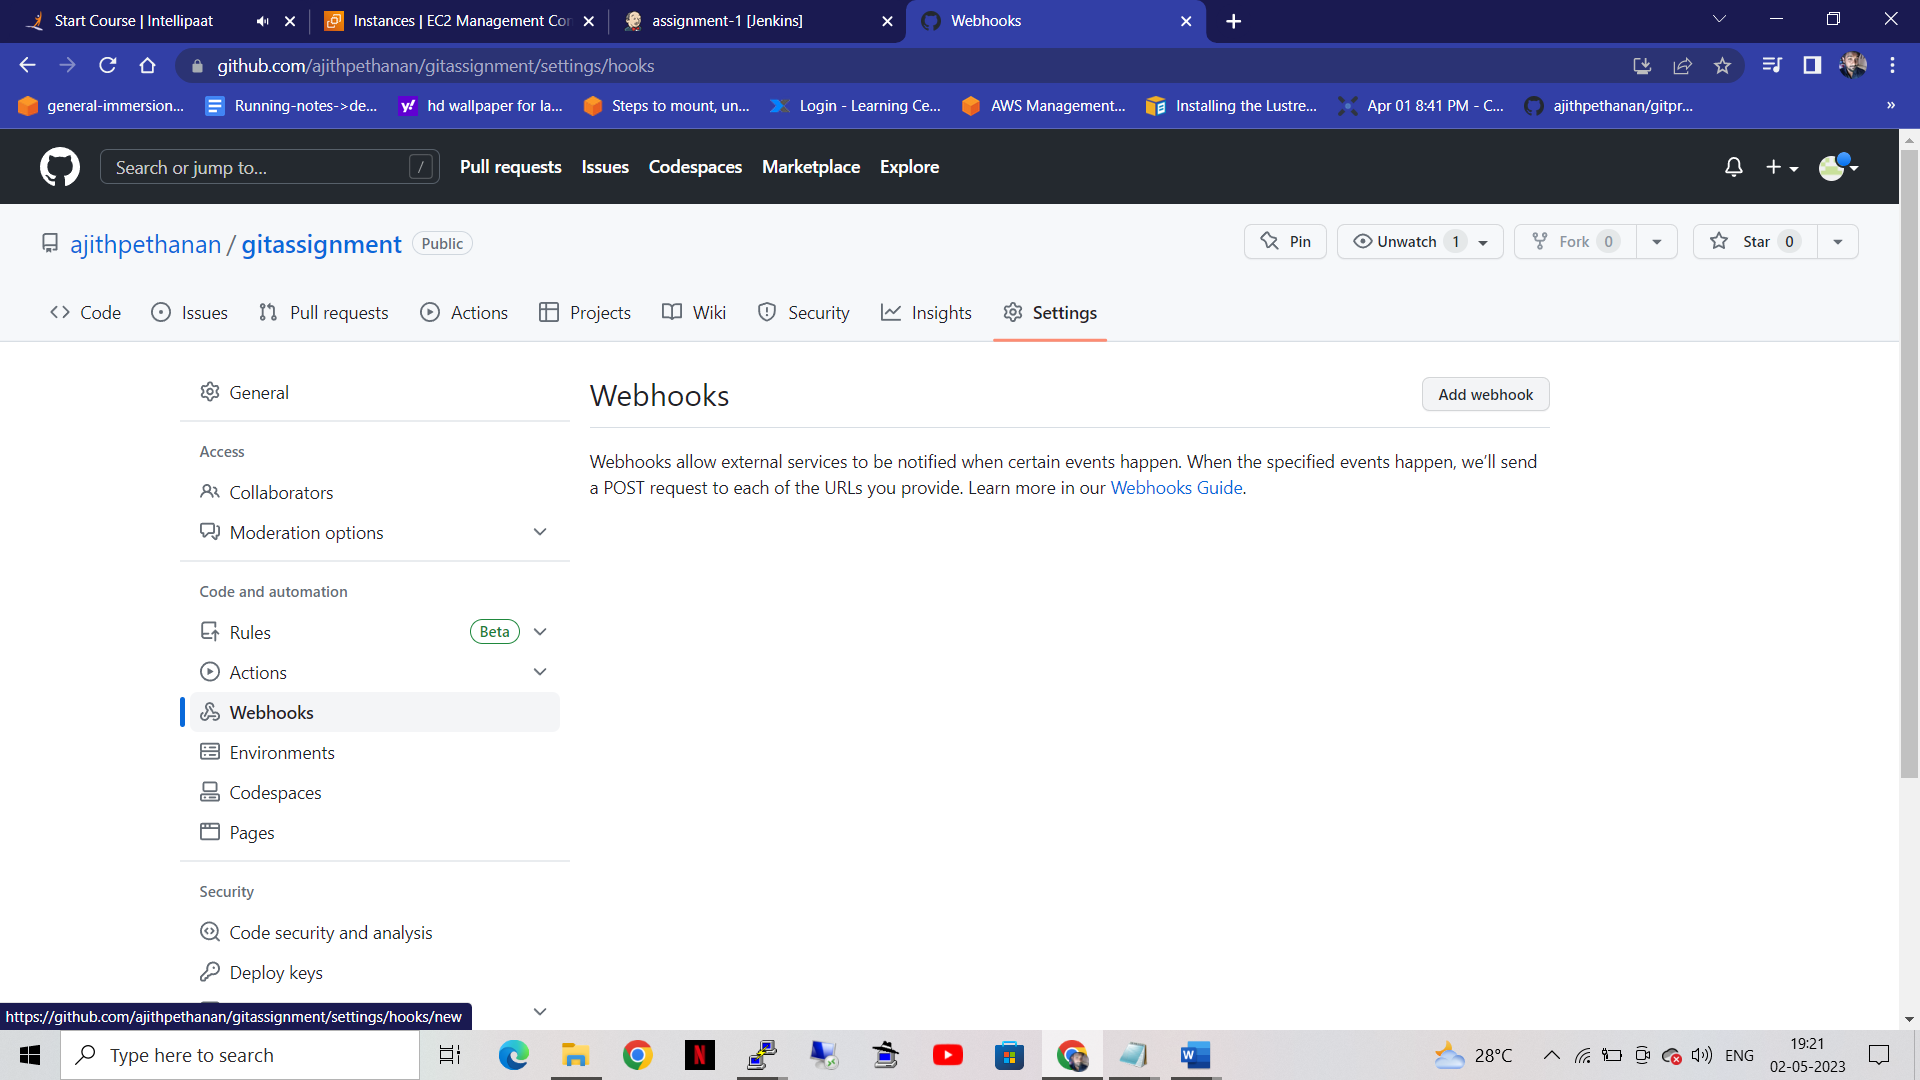 Start Course | Intellipaat
Instances | EC2 Management Con
assignment-1 [Jenkins]
Webhooks
github.com/ajithpethanan/gitassignment/settings/hooks
general-immersion...
Running-notes->de...
hd wallpaper for la...
Steps to mount, un...
Login - Learning Ce...
AWS Management...
Installing the Lustre...
Apr 01 8:41 PM - C...
ajithpethanan/gitpr...
»
Search or jump to...
/
Pull requests
Issues
Codespaces
Marketplace
Explore
ajithpethanan / gitassignment
Public
Pin
Unwatch 1
Fork 0
Star 0
Code
Issues
Pull requests
Actions
Projects
Wiki
Security
Insights
Settings
General
Access
Collaborators
Moderation options
Code and automation
Rules
Beta
Actions
Webhooks
Environments
Codespaces
Pages
Security
Code security and analysis
Deploy keys
Webhooks
Add webhook
Webhooks allow external services to be notified when certain events happen. When the specified events happen, we'll send
a POST request to each of the URLs you provide. Learn more in our Webhooks Guide.
https://github.com/ajithpethanan/gitassignment/settings/hooks/new
Type here to search
28°C
ENG
19:21
02-05-2023